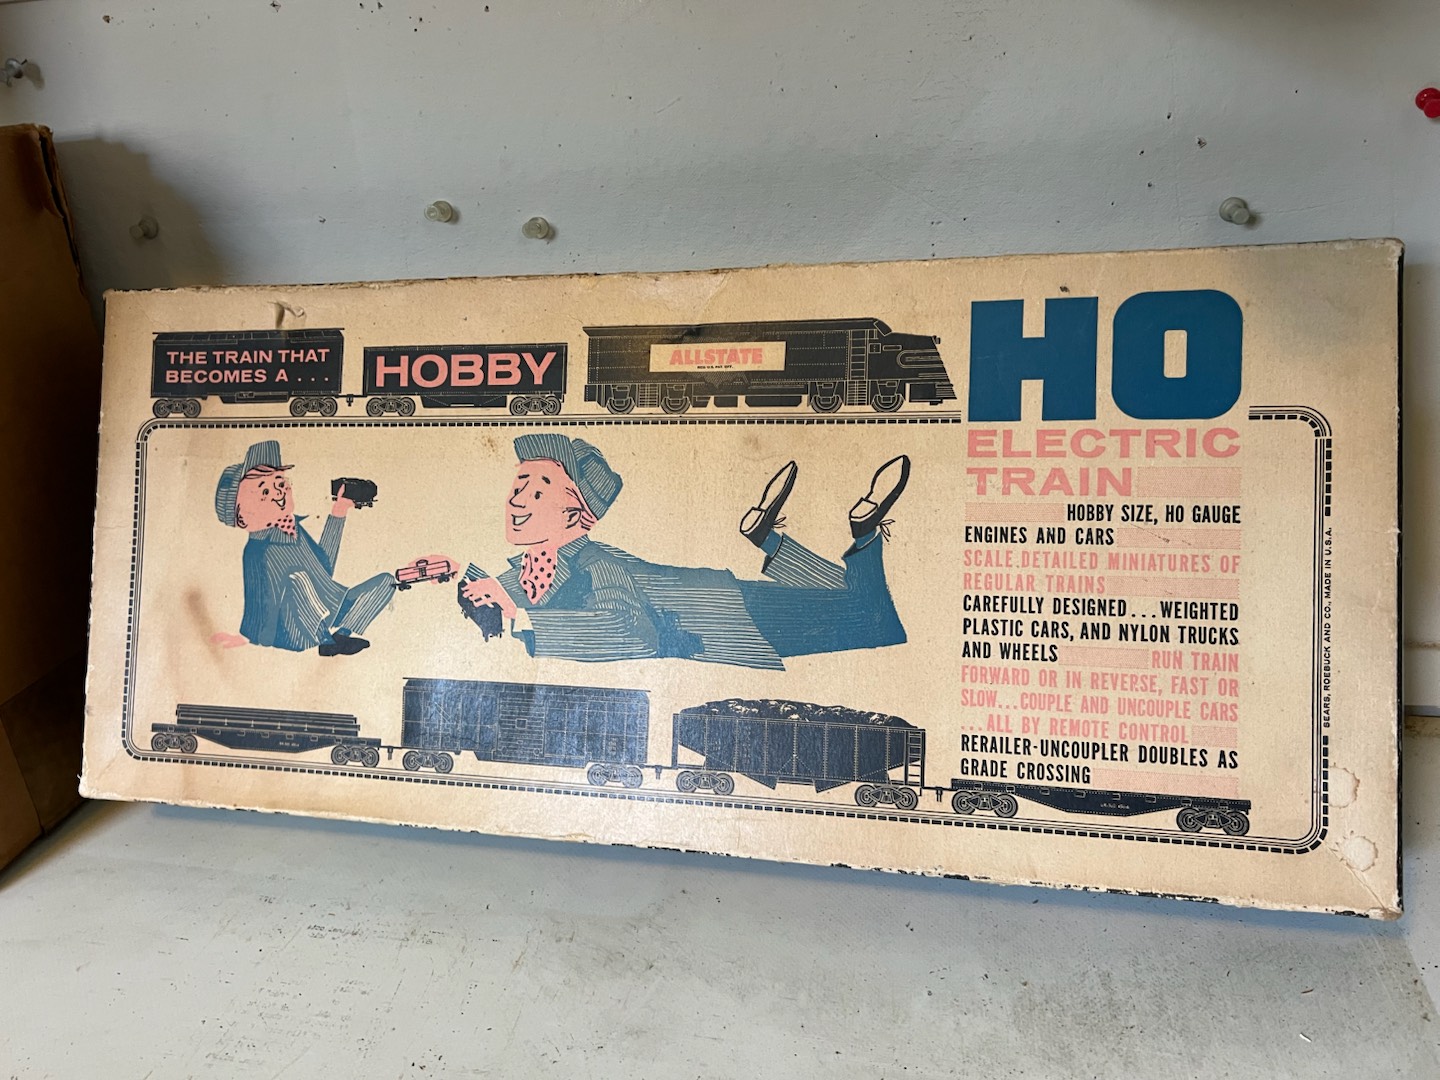 THE TRAIN THAT
BECOMES A . . .
HOBBY
ALLSTATE
REG. U.S. PAT. OFF.
HO
ELECTRIC
TRAIN
HOBBY SIZE, HO GAUGE
ENGINES AND CARS
SCALE.DETAILED MINIATURES OF
REGULAR TRAINS
CAREFULLY DESIGNED...WEIGHTED
PLASTIC CARS, AND NYLON TRUCKS
AND WHEELS
RUN TRAIN
FORWARD OR IN REVERSE, FAST OR
SLOW...COUPLE AND UNCOUPLE CARS
...ALL BY REMOTE CONTROL
RERAILER-UNCOUPLER DOUBLES AS
GRADE CROSSING
SEARS, ROEBUCK AND CO., MADE IN U.S.A.